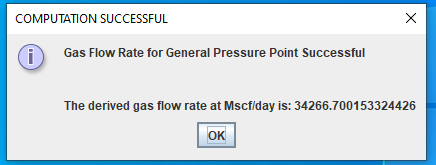 COMPUTATION SUCCESSFUL
Gas Flow Rate for General Pressure Point Successful
The derived gas flow rate at Mscf/day is: 34266.700153324426
OK